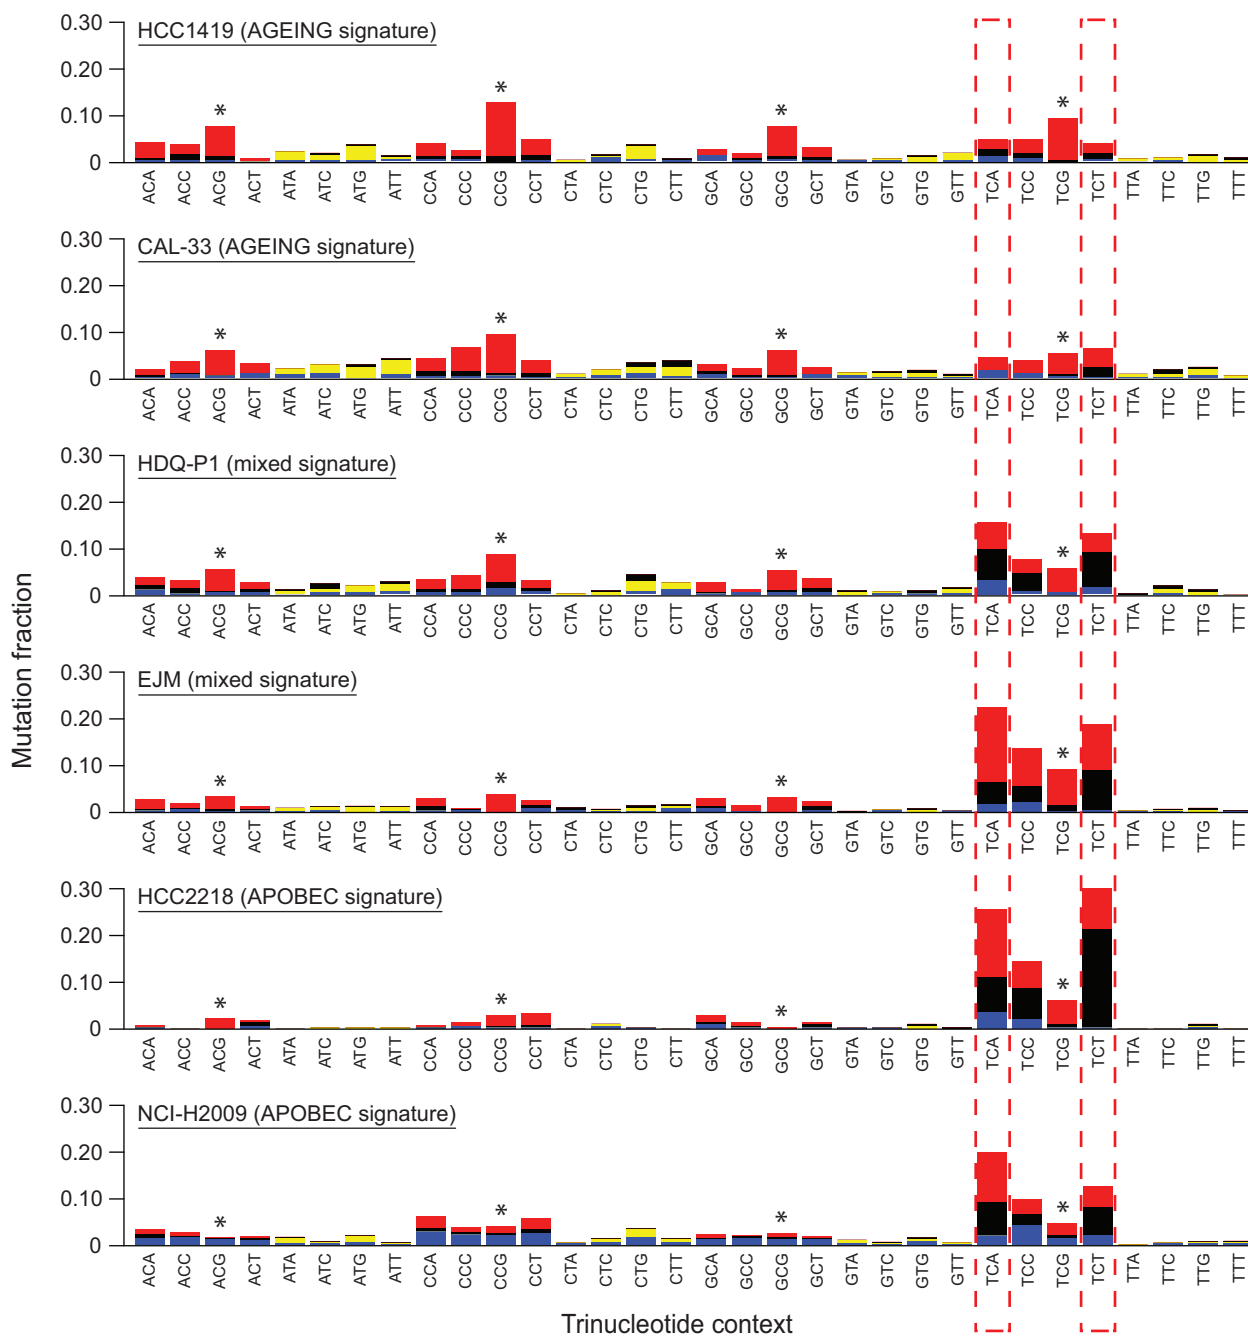 HCC1419 (AGEING signature)
0.30
0.20
0.10
0
* * * *
ACA ACC ACG ACT ATA ATC ATG ATT CCA CCC CCG CCT CTA CTC CTG CTT GCA GCC GCG GCT GTA GTC GTG GTT TCA TCC TCG TCT TTA TTC TTG TTT
CAL-33 (AGEING signature)
0.30
0.20
0.10
0
* * * *
ACA ACC ACG ACT ATA ATC ATG ATT CCA CCC CCG CCT CTA CTC CTG CTT GCA GCC GCG GCT GTA GTC GTG GTT TCA TCC TCG TCT TTA TTC TTG TTT
HDQ-P1 (mixed signature)
0.30
0.20
0.10
0
* * * *
ACA ACC ACG ACT ATA ATC ATG ATT CCA CCC CCG CCT CTA CTC CTG CTT GCA GCC GCG GCT GTA GTC GTG GTT TCA TCC TCG TCT TTA TTC TTG TTT
EJM (mixed signature)
0.30
0.20
0.10
0
* * * *
ACA ACC ACG ACT ATA ATC ATG ATT CCA CCC CCG CCT CTA CTC CTG CTT GCA GCC GCG GCT GTA GTC GTG GTT TCA TCC TCG TCT TTA TTC TTG TTT
HCC2218 (APOBEC signature)
0.30
0.20
0.10
0
* * * *
ACA ACC ACG ACT ATA ATC ATG ATT CCA CCC CCG CCT CTA CTC CTG CTT GCA GCC GCG GCT GTA GTC GTG GTT TCA TCC TCG TCT TTA TTC TTG TTT
NCI-H2009 (APOBEC signature)
0.30
0.20
0.10
0
* * * *
ACA ACC ACG ACT ATA ATC ATG ATT CCA CCC CCG CCT CTA CTC CTG CTT GCA GCC GCG GCT GTA GTC GTG GTT TCA TCC TCG TCT TTA TTC TTG TTT
Mutation fraction
Trinucleotide context